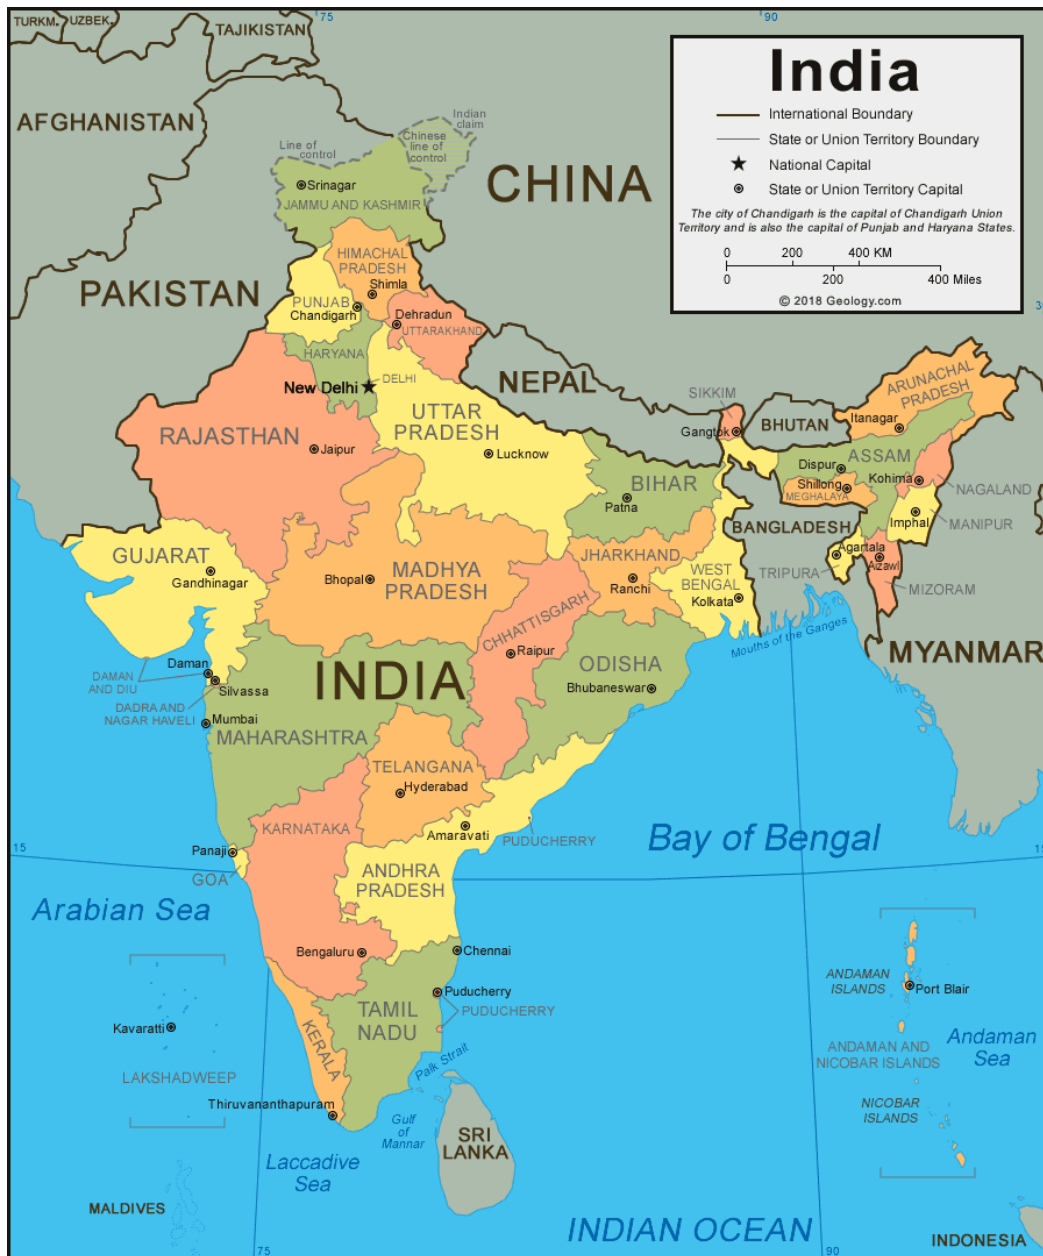 TURKM.
UZBEK.
TAJIKISTAN
75
90
India
International Boundary
State or Union Territory Boundary
National Capital
State or Union Territory Capital
The city of Chandigarh is the capital of Chandigarh Union
Territory and is also the capital of Punjab and Haryana States.
0 200 400 KM
0 200 400 Miles
© 2018 Geology.com
AFGHANISTAN
Indian
claim
Chinese
line of
control
Line of
control
CHINA
Srinagar
JAMMU AND KASHMIR
HIMACHAL
PRADESH
Shimla
PAKISTAN
PUNJAB
Chandigarh
Dehradun
UTTARAKHAND
HARYANA
New Delhi
DELHI
NEPAL
SIKKIM
Gangtok
BHUTAN
ARUNACHAL
PRADESH
Itanagar
RAJASTHAN
Jaipur
UTTAR
PRADESH
Lucknow
BIHAR
Patna
Dispur
ASSAM
Shillong
MEGHALAYA
Kohima
NAGALAND
Imphal
MANIPUR
BANGLADESH
Agartala
Aizawl
TRIPURA
MIZORAM
GUJARAT
Gandhinagar
Bhopal
MADHYA
PRADESH
JHARKHAND
Ranchi
WEST
BENGAL
Kolkata
CHHATTISGARH
Raipur
Mouths of the Ganges
MYANMAR
Daman
DAMAN
AND DIU
Silvassa
DADRA AND
NAGAR HAVELI
INDIA
ODISHA
Bhubaneswar
Mumbai
MAHARASHTRA
TELANGANA
Hyderabad
KARNATAKA
Amaravati
PUDUCHERRY
Bay of Bengal
15
15
Panaji
GOA
ANDHRA
PRADESH
Arabian Sea
Bengaluru
Chennai
ANDAMAN
ISLANDS
Port Blair
Puducherry
PUDUCHERRY
TAMIL
NADU
Kavaratti
KERALA
LAKSHADWEEP
Palk Strait
ANDAMAN AND
NICOBAR ISLANDS
Andaman
Sea
Thiruvananthapuram
Gulf
of
Mannar
NICOBAR
ISLANDS
SRI
LANKA
Laccadive
Sea
MALDIVES
INDIAN OCEAN
INDONESIA
75
90